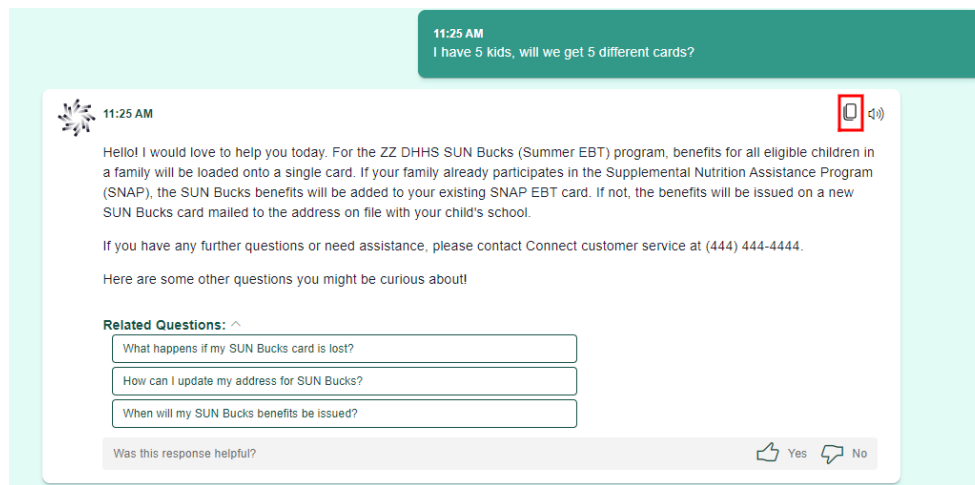 11:25 AM
I have 5 kids, will we get 5 different cards?
11:25 AM
Hello! I would love to help you today. For the ZZ DHHS SUN Bucks (Summer EBT) program, benefits for all eligible children in
a family will be loaded onto a single card. If your family already participates in the Supplemental Nutrition Assistance Program
(SNAP), the SUN Bucks benefits will be added to your existing SNAP EBT card. If not, the benefits will be issued on a new
SUN Bucks card mailed to the address on file with your child's school.
If you have any further questions or need assistance, please contact Connect customer service at (444) 444-4444.
Here are some other questions you might be curious about!
Related Questions:
What happens if my SUN Bucks card is lost?
How can I update my address for SUN Bucks?
When will my SUN Bucks benefits be issued?
Was this response helpful? Yes No